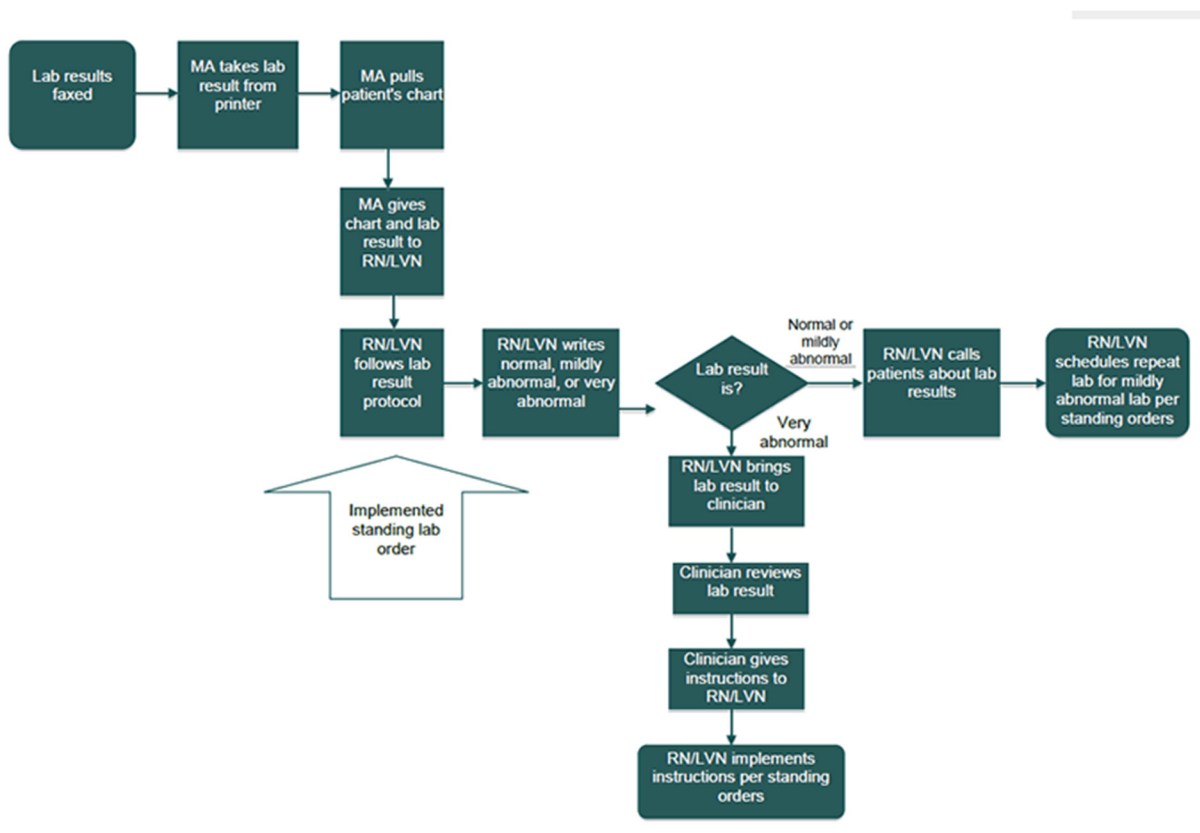 Lab results
faxed
MA takes lab
result from
printer
MA pulls
patient's chart
MA gives
chart and lab
result to
RN/LVN
RN/LVN
follows lab
result
protocol
RN/LVN writes
normal, mildly
abnormal, or very
abnormal
Lab result
is?
Normal or
mildly
abnormal
RN/LVN calls
patients about lab
results
RN/LVN
schedules repeat
lab for mildly
abnormal lab per
standing orders
Very
abnormal
RN/LVN brings
lab result to
clinician
Implemented
standing lab
order
Clinician reviews
lab result
Clinician gives
instructions to
RN/LVN
RN/LVN implements
instructions per standing
orders